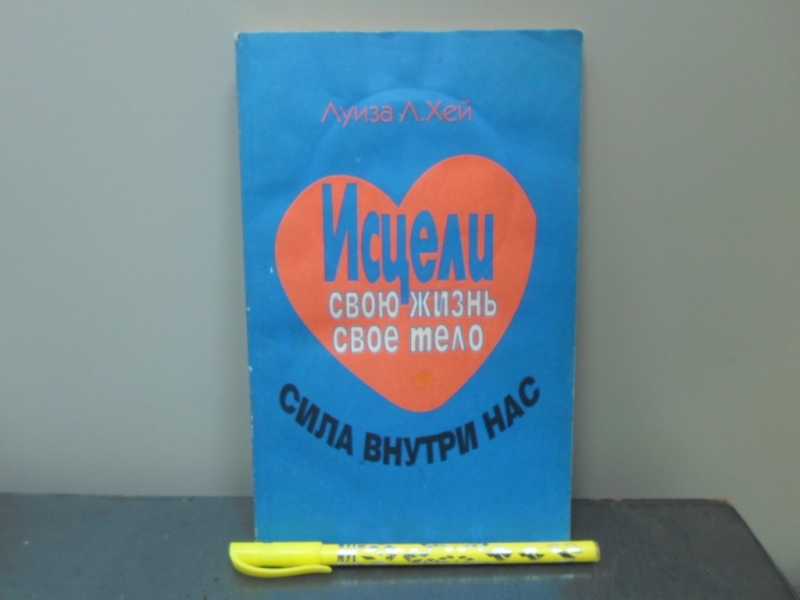 Луиза Л.Хей
Исцели
свою жизнь
свое тело
СИЛА ВНУТРИ НАС